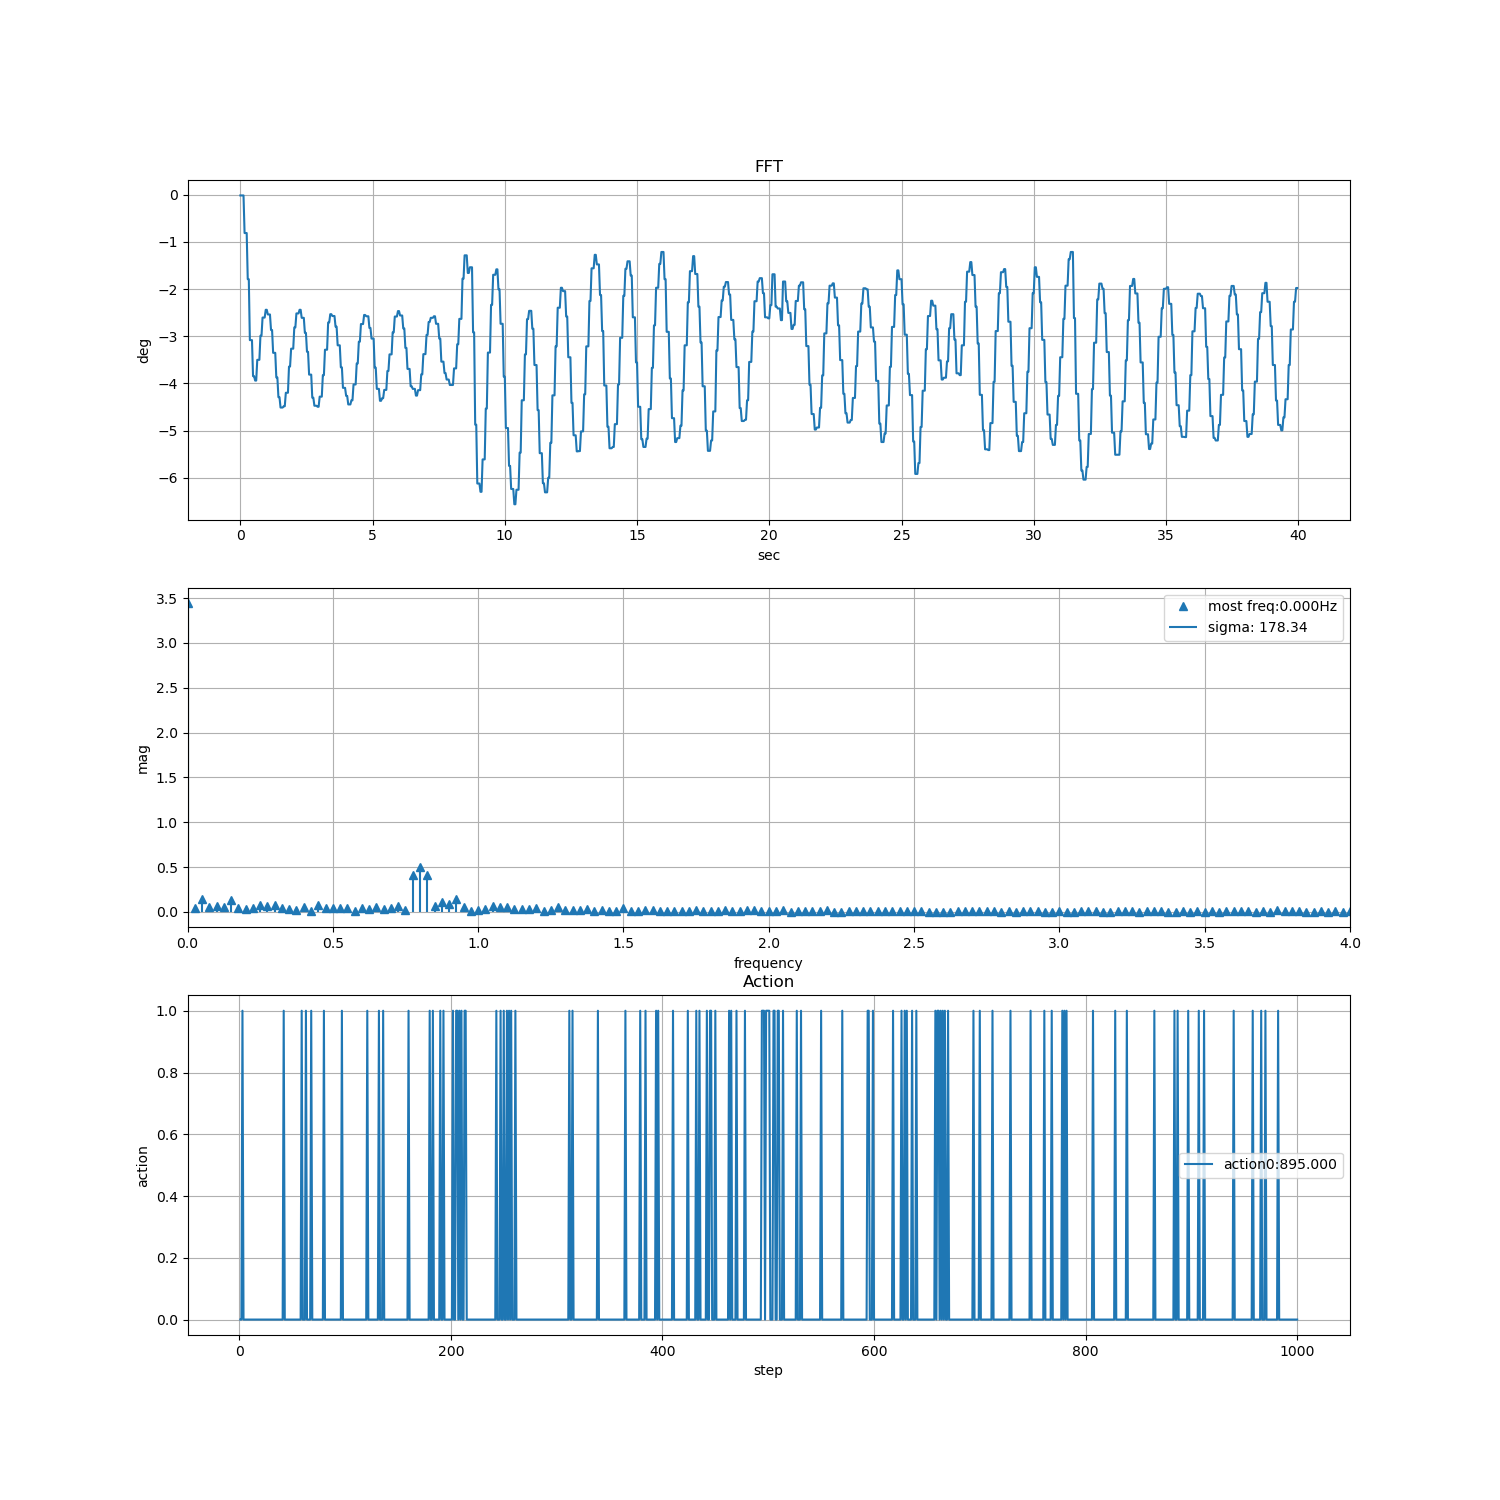 FFT
0
−1
−2
−3
−4
−5
−6
deg
0 5 10 15 20 25 30 35 40
sec
3.5
3.0
2.5
2.0
1.5
1.0
0.5
0.0
mag
most freq:0.000Hz
sigma: 178.34
0.0 0.5 1.0 1.5 2.0 2.5 3.0 3.5 4.0
frequency
Action
1.0
0.8
0.6
0.4
0.2
0.0
action
action0:895.000
0 200 400 600 800 1000
step